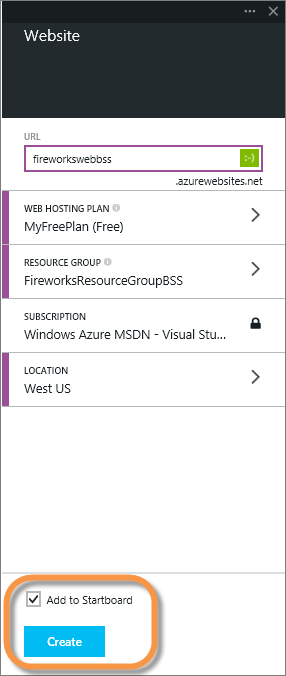 Website
URL
fireworkswebbss
:-)
.azurewebsites.net
WEB HOSTING PLAN
MyFreePlan (Free)
RESOURCE GROUP
FireworksResourceGroupBSS
SUBSCRIPTION
Windows Azure MSDN - Visual Stu...
LOCATION
West US
Add to Startboard
Create